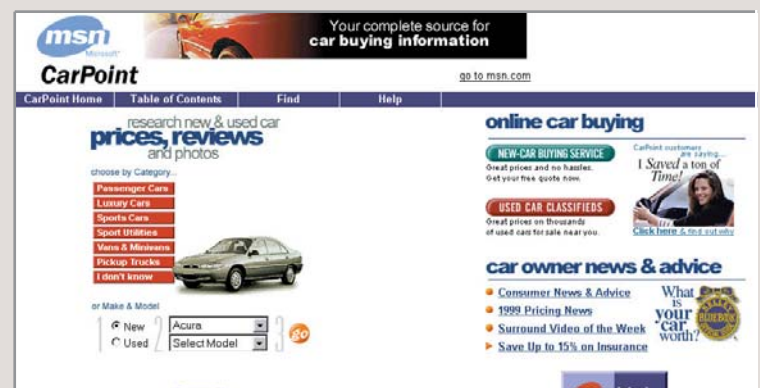 msn
Microsoft
CarPoint
Your complete source for
car buying information
go to msn.com
CarPoint Home
Table of Contents
Find
Help
research new & used car
prices, reviews
and photos
choose by Category...
Passenger Cars
Luxury Cars
Sports Cars
Sport Utilities
Vans & Minivans
Pickup Trucks
I don't know
or Make & Model
1
New
Used
2
Acura
Select Model
3
go
online car buying
NEW-CAR BUYING SERVICE
Great prices and no hassles.
Get your free quote now.
USED CAR CLASSIFIEDS
Great prices on thousands
of used cars for sale near you.
CarPoint customers
are saying...
I Saved a ton of
Time!
Click here & find out why
car owner news & advice
Consumer News & Advice
1999 Pricing News
Surround Video of the Week
Save Up to 15% on Insurance
What
is
your
car
worth?
KELLEY
BLUE BOOK